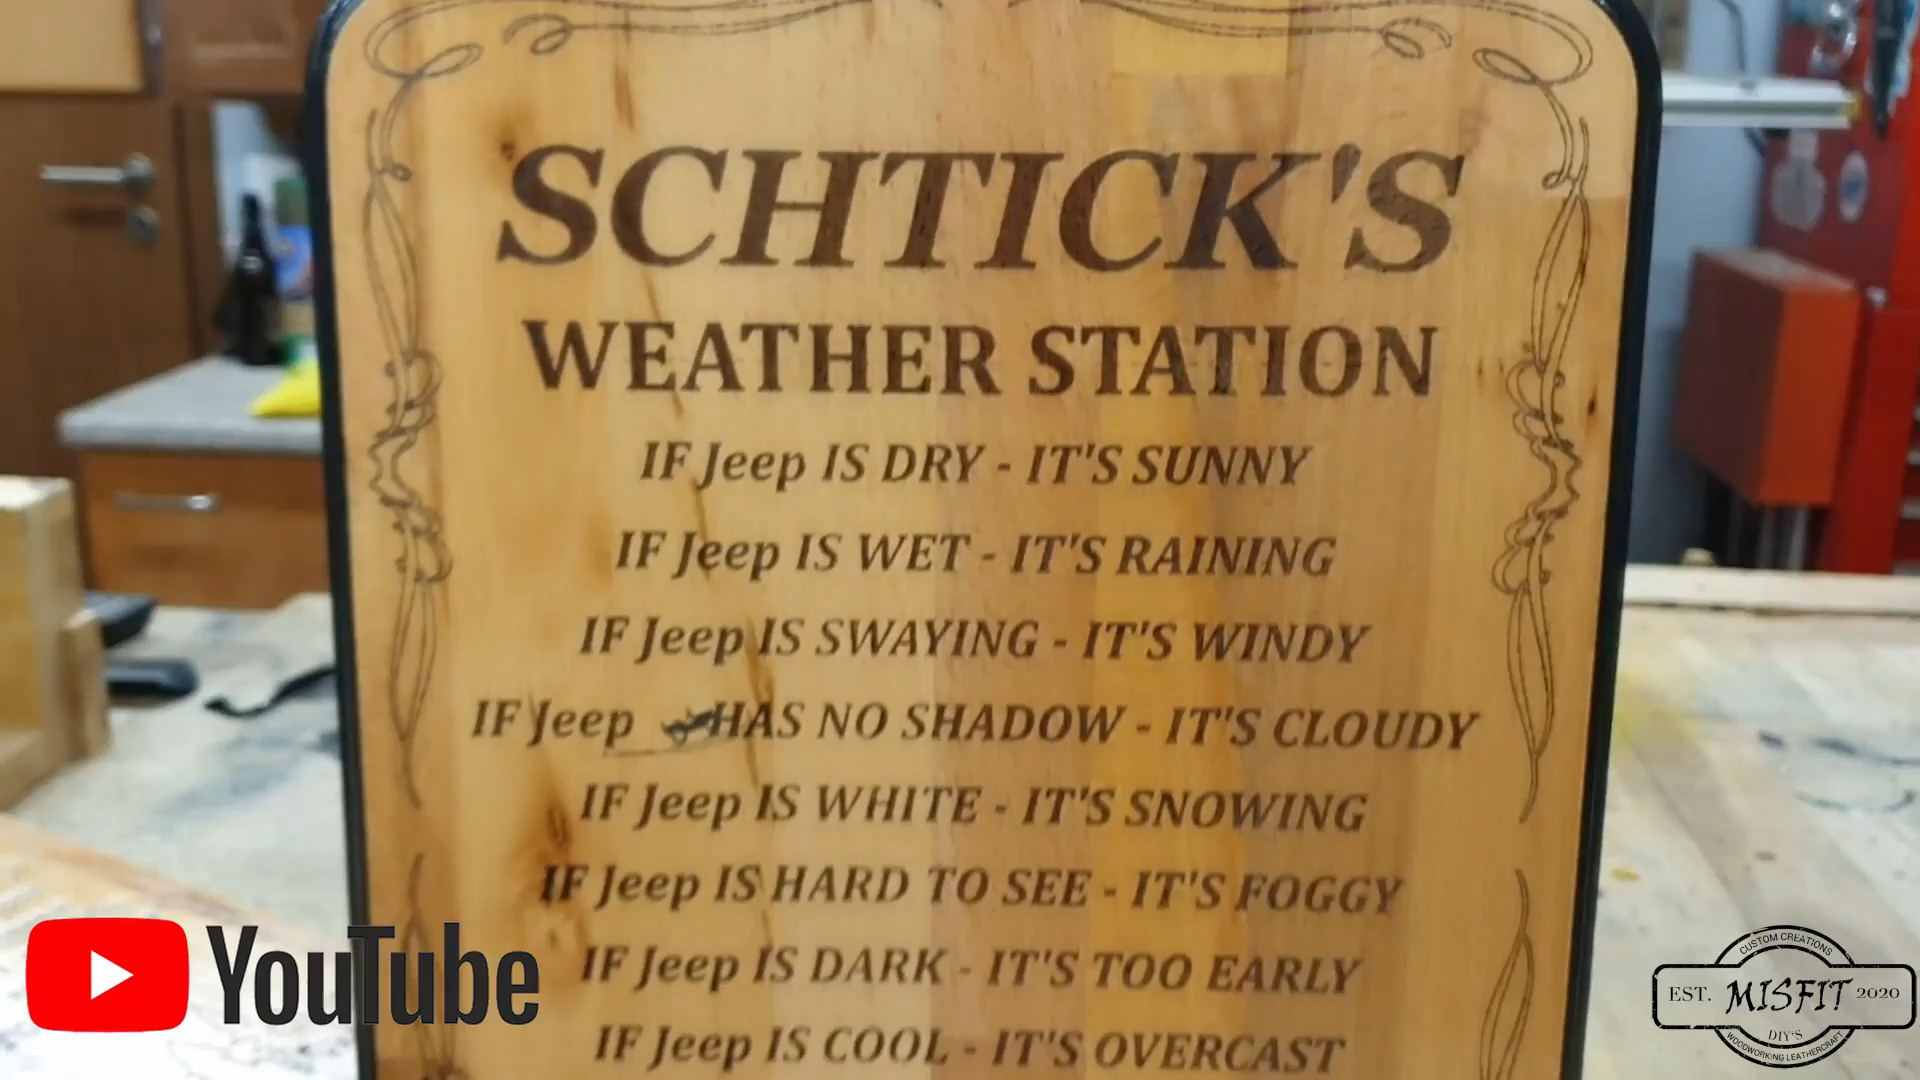 SCHTICK'S
WEATHER STATION
IF Jeep IS DRY - IT'S SUNNY
IF Jeep IS WET - IT'S RAINING
IF Jeep IS SWAYING - IT'S WINDY
IF Jeep HAS NO SHADOW - IT'S CLOUDY
IF Jeep IS WHITE - IT'S SNOWING
IF Jeep IS HARD TO SEE - IT'S FOGGY
IF Jeep IS DARK - IT'S TOO EARLY
IF Jeep IS COOL - IT'S OVERCAST
YouTube
CUSTOM CREATIONS
EST. MISFIT 2020
DIY'S
WOODWORKING LEATHERCRAFT